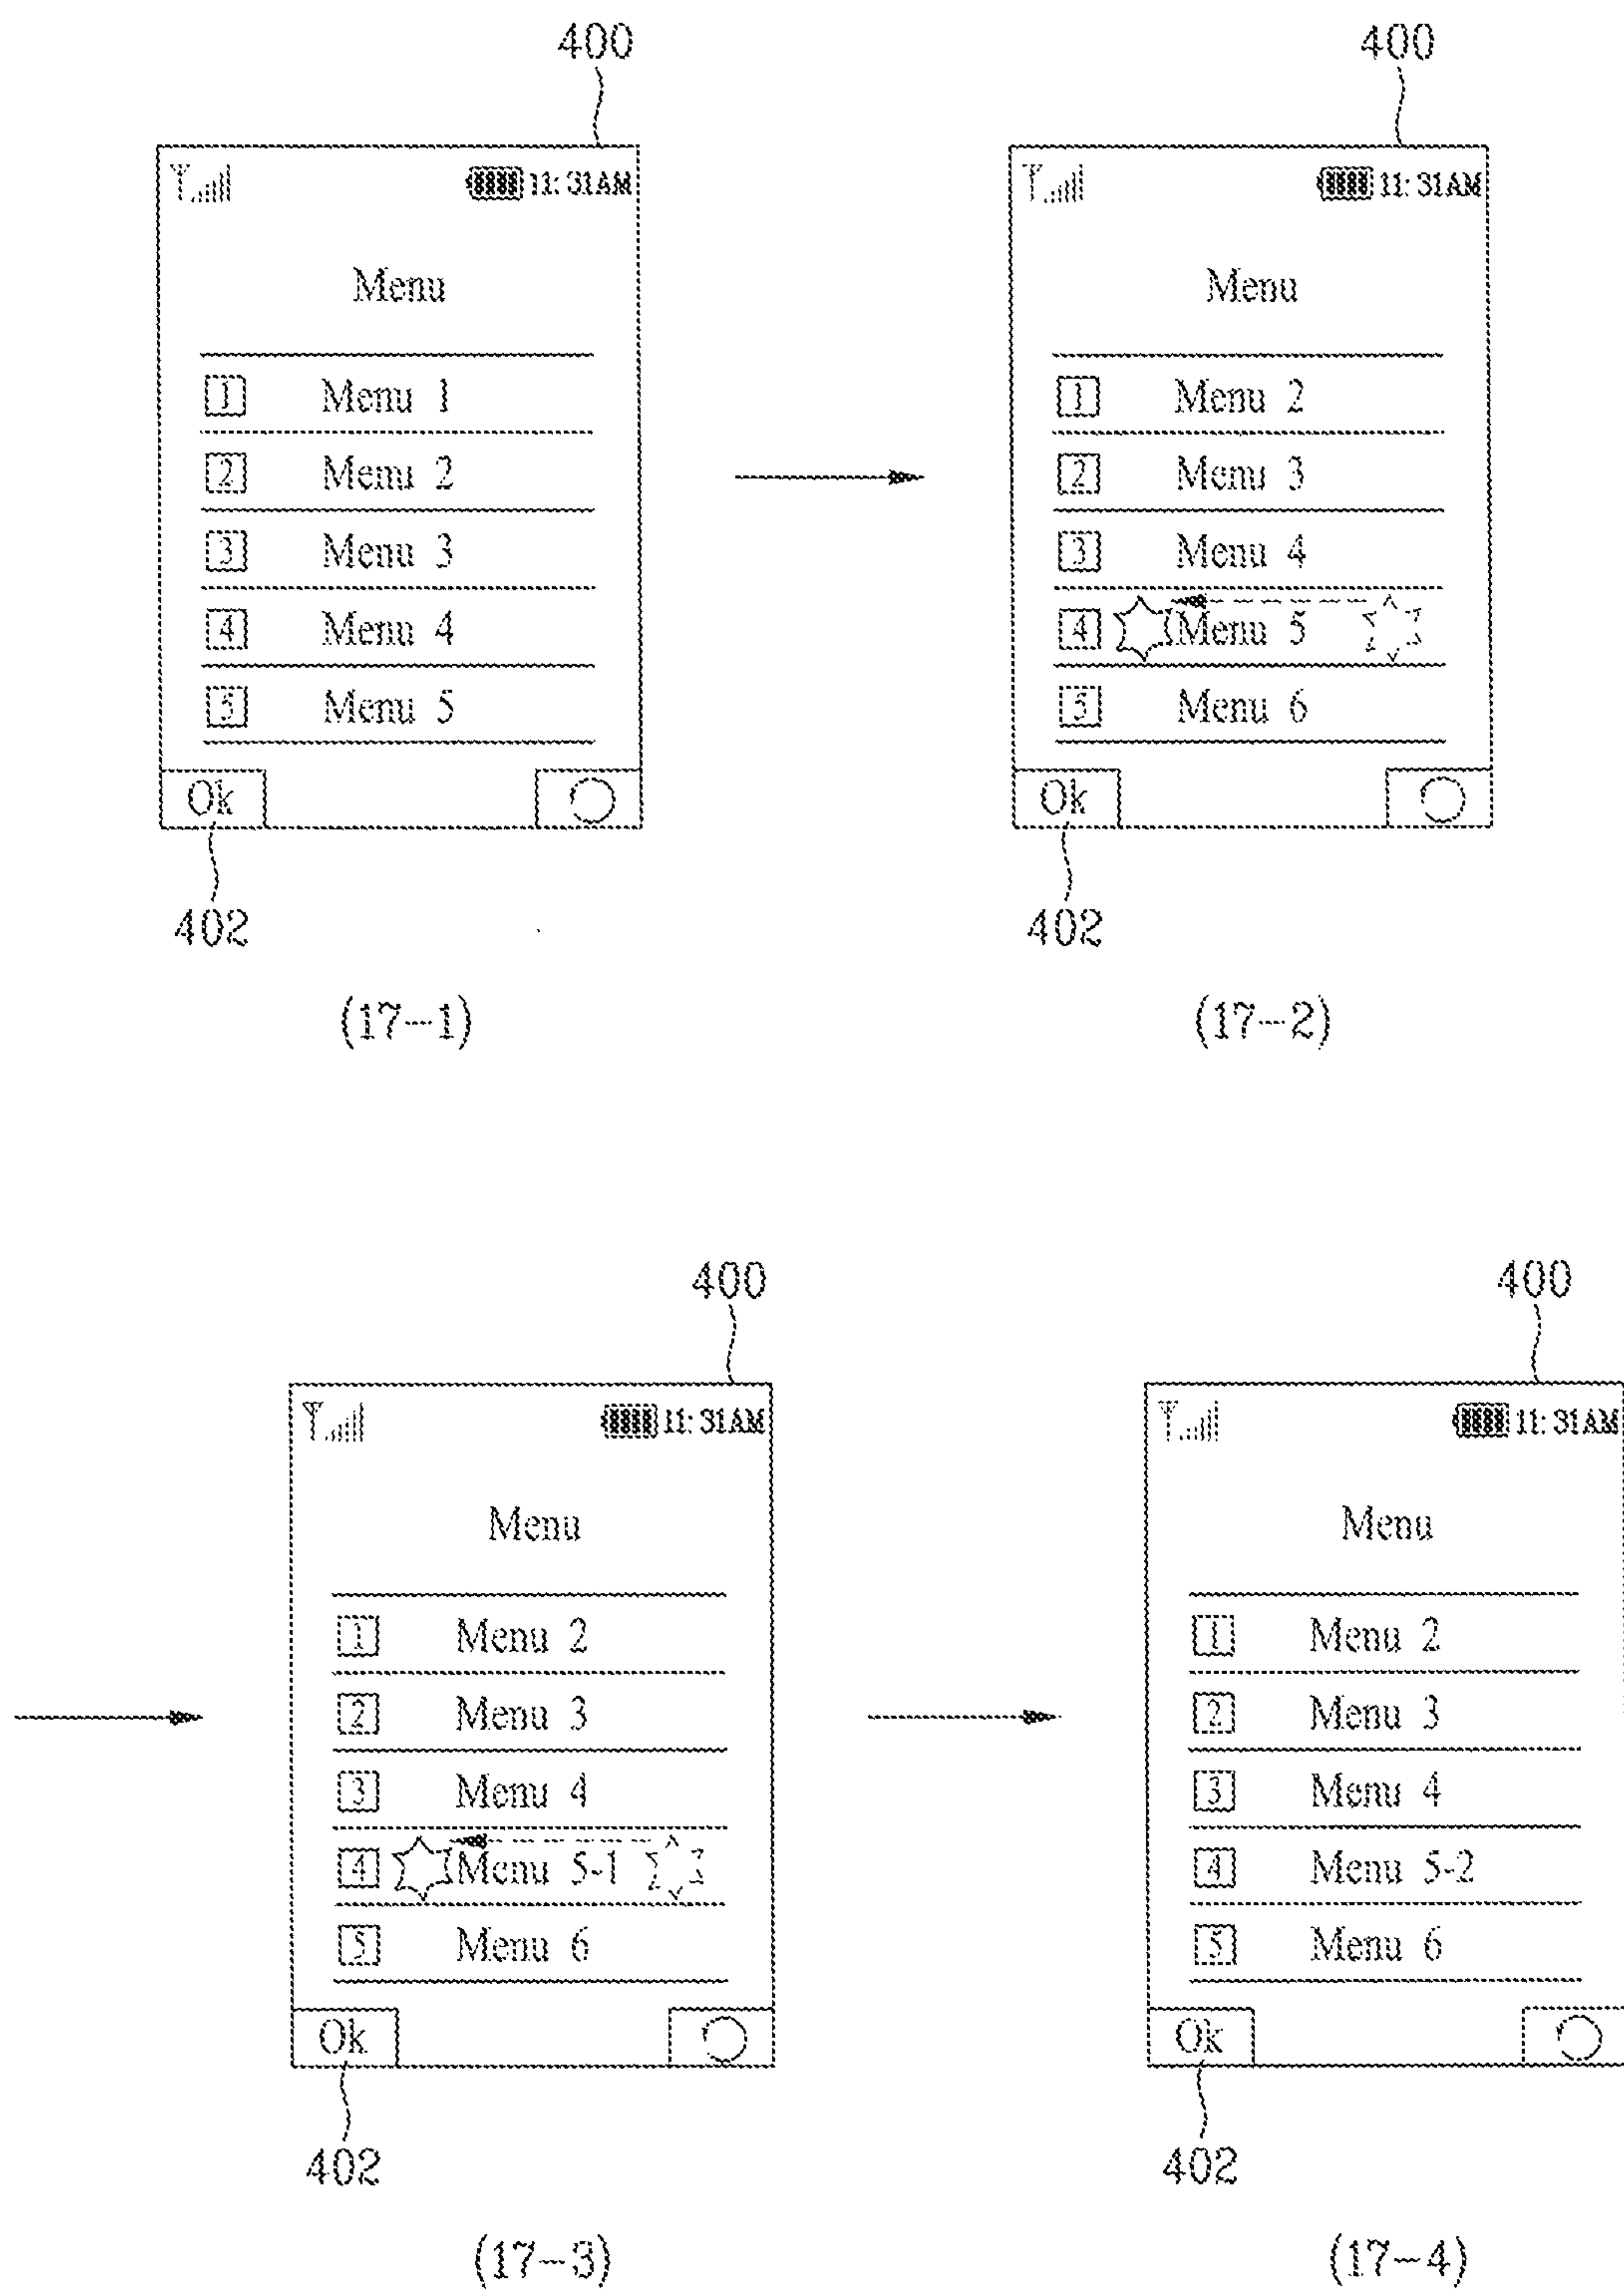 400 400
11: 31AM 11: 31AM
Menu Menu
1 Menu 1 1 Menu 2
2 Menu 2 2 Menu 3
3 Menu 3 3 Menu 4
4 Menu 4 4 Menu 5
5 Menu 5 5 Menu 6
Ok Ok
402 402
(17-1) (17-2)
400 400
11: 31AM 11: 31AM
Menu Menu
1 Menu 2 1 Menu 2
2 Menu 3 2 Menu 3
3 Menu 4 3 Menu 4
4 Menu 5-1 4 Menu 5-2
5 Menu 6 5 Menu 6
Ok Ok
402 402
(17-3) (17-4)